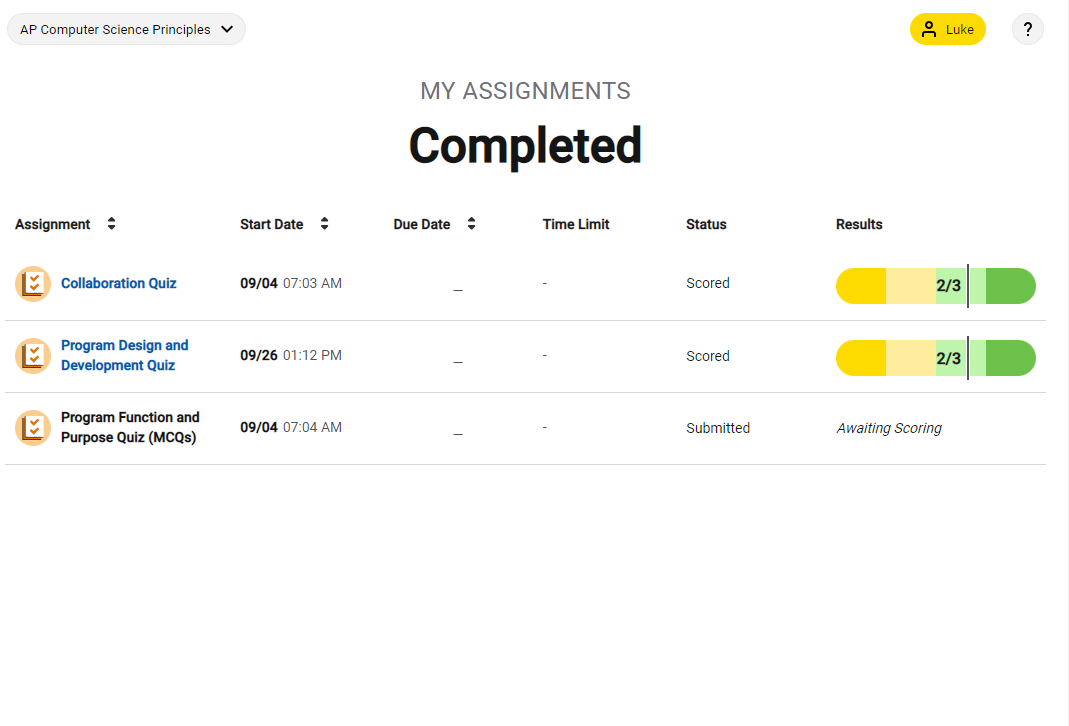 AP Computer Science Principles
Luke
?
MY ASSIGNMENTS
Completed
Assignment Start Date Due Date Time Limit Status Results
Collaboration Quiz 09/04 07:03 AM _ - Scored 2/3
Program Design and
Development Quiz 09/26 01:12 PM _ - Scored 2/3
Program Function and
Purpose Quiz (MCQs) 09/04 07:04 AM _ - Submitted Awaiting Scoring